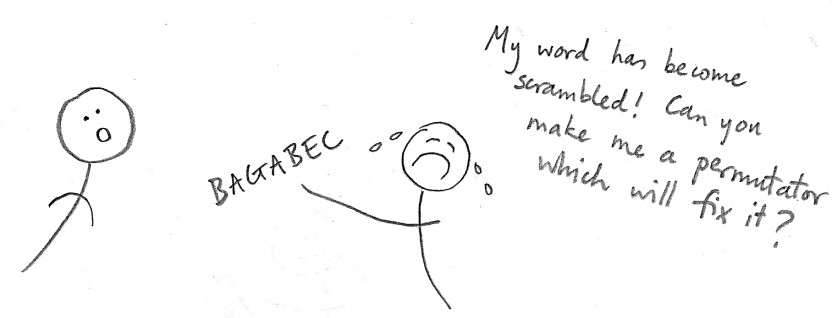 BAGABEC
My word has become
scrambled! Can you
make me a permutator
which will fix it?